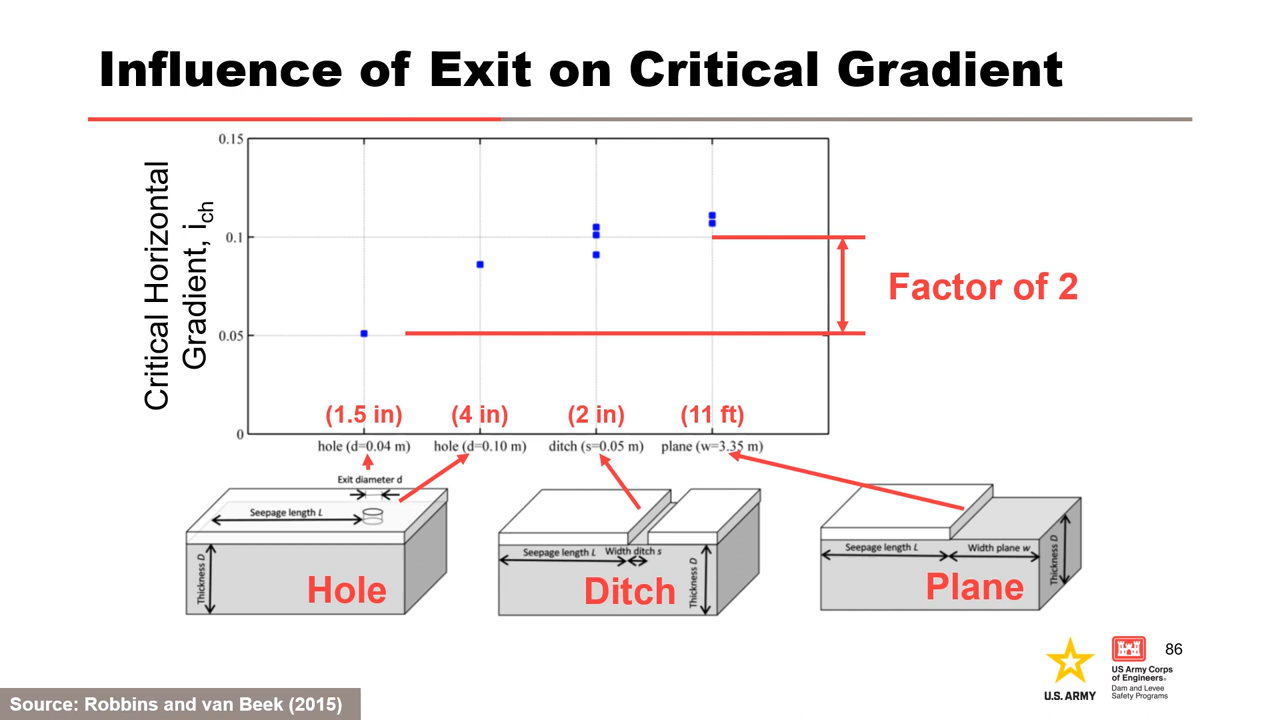 Influence of Exit on Critical Gradient
Critical Horizontal
Gradient, ich
0.15
0.1
0.05
0
Factor of 2
(1.5 in)
(4 in)
(2 in)
(11 ft)
hole (d=0.04 m)
hole (d=0.10 m)
ditch (s=0.05 m)
plane (w=3.35 m)
Exit diameter d
Seepage length L
Thickness D
Hole
Seepage length L
Width ditch s
Thickness D
Ditch
Seepage length L
Width plane w
Thickness D
Plane
U.S. ARMY
US Army Corps
of Engineers®
Dam and Levee
Safety Programs
86
Source: Robbins and van Beek (2015)